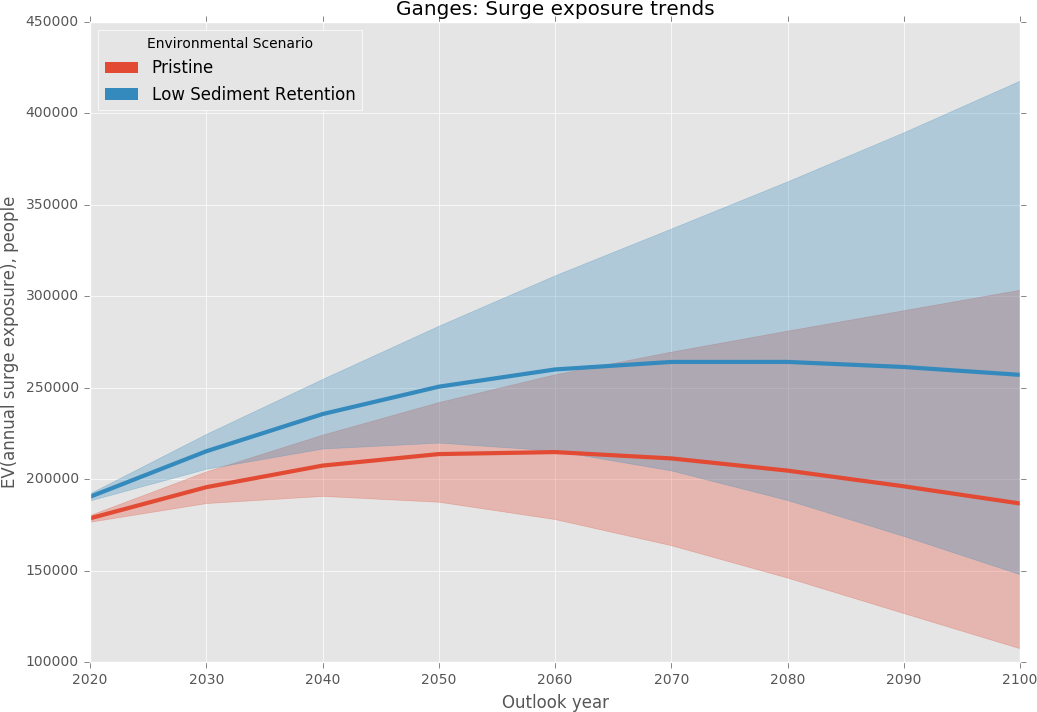 Ganges: Surge exposure trends
Environmental Scenario
Pristine
Low Sediment Retention
EV(annual surge exposure), people
450000
400000
350000
300000
250000
200000
150000
100000
2020 2030 2040 2050 2060 2070 2080 2090 2100
Outlook year